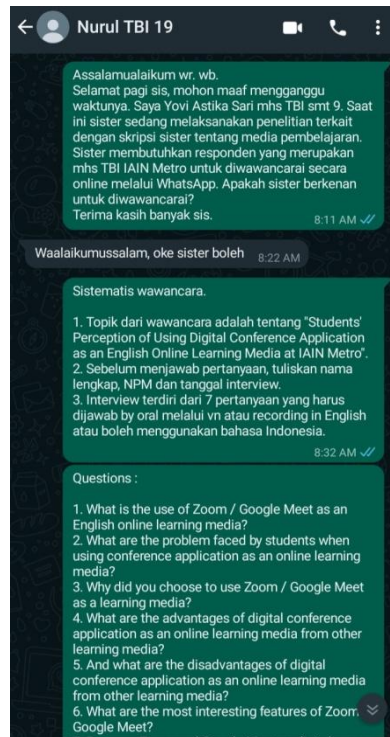 Nurul TBI 19
Assalamualaikum wr. wb.
Selamat pagi sis, mohon maaf mengganggu
waktunya. Saya Yovi Astika Sari mhs TBI smt 9. Saat
ini sister sedang melaksanakan penelitian terkait
dengan skripsi sister tentang media pembelajaran.
Sister membutuhkan responden yang merupakan
mhs TBI IAIN Metro untuk diwawancarai secara
online melalui WhatsApp. Apakah sister berkenan
untuk diwawancarai?
Terima kasih banyak sis.
8:11 AM
Waalaikumussalam, oke sister boleh 8:22 AM
Sistematis wawancara.
1. Topik dari wawancara adalah tentang "Students'
Perception of Using Digital Conference Application
as an English Online Learning Media at IAIN Metro".
2. Sebelum menjawab pertanyaan, tuliskan nama
lengkap, NPM dan tanggal interview.
3. Interview terdiri dari 7 pertanyaan yang harus
dijawab by oral melalui vn atau recording in English
atau boleh menggunakan bahasa Indonesia.
8:32 AM
Questions :
1. What is the use of Zoom / Google Meet as an
English online learning media?
2. What are the problem faced by students when
using conference application as an online learning
media?
3. Why did you choose to use Zoom / Google Meet
as a learning media?
4. What are the advantages of digital conference
application as an online learning media from other
learning media?
5. And what are the disadvantages of digital
conference application as an online learning media
from other learning media?
6. What are the most interesting features of Zoom
Google Meet?